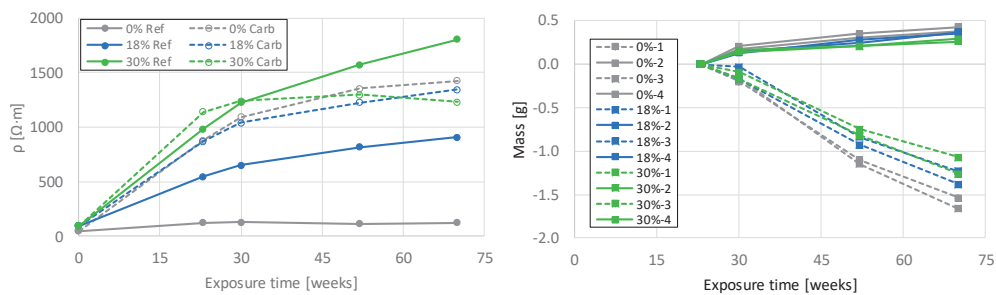 2000
1500
1000
500
0
ρ [Ω·m]
0% Ref
0% Carb
18% Ref
18% Carb
30% Ref
30% Carb
0 15 30 45 60 75
Exposure time [weeks]
0.5
0.0
-0.5
-1.0
-1.5
-2.0
Mass [g]
0%-1
0%-2
0%-3
0%-4
18%-1
18%-2
18%-3
18%-4
30%-1
30%-2
30%-3
30%-4
0 15 30 45 60 75
Exposure time [weeks]